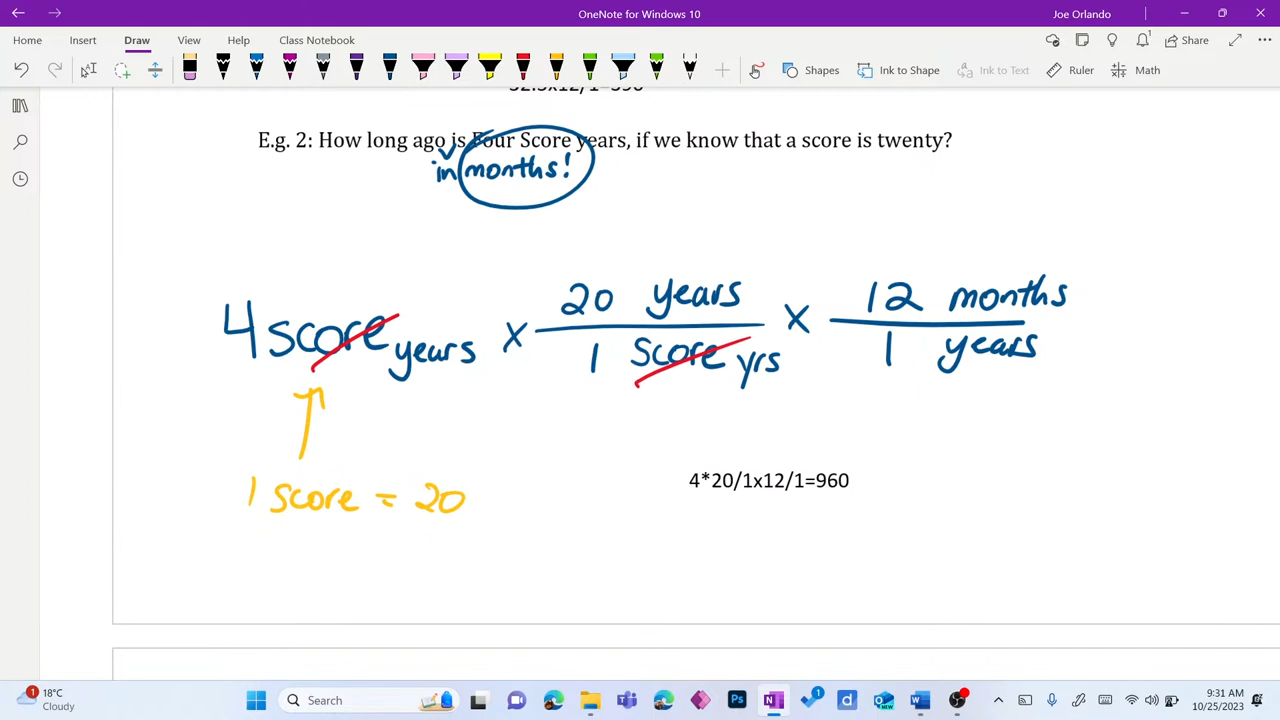 OneNote for Windows 10
Joe Orlando
Home Insert Draw View Help Class Notebook
Share
Shapes Ink to Shape Ink to Text Ruler Math
E.g. 2: How long ago is Four Score years, if we know that a score is twenty?
in months!
4 score years x 20 years / 1 score yrs x 12 months / 1 years
4*20/1x12/1=960
1 score = 20
1
18°C
Cloudy
Search
9:31 AM
10/25/2023